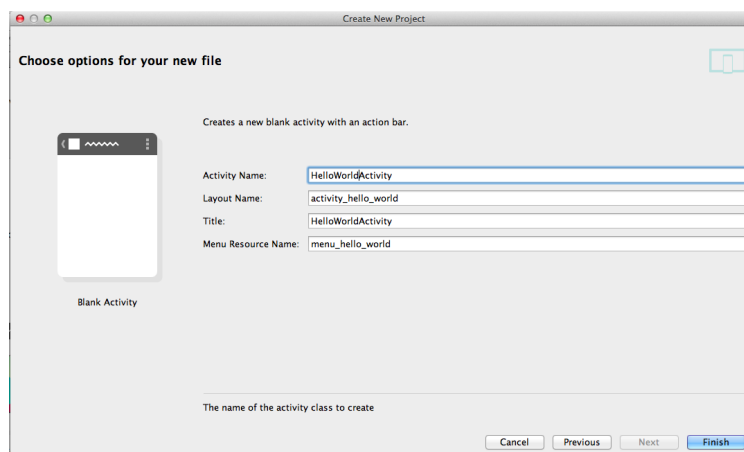 Create New Project
Choose options for your new file
Creates a new blank activity with an action bar.
Activity Name: HelloWorldActivity
Layout Name: activity_hello_world
Title: HelloWorldActivity
Menu Resource Name: menu_hello_world
Blank Activity
The name of the activity class to create
Cancel Previous Next Finish